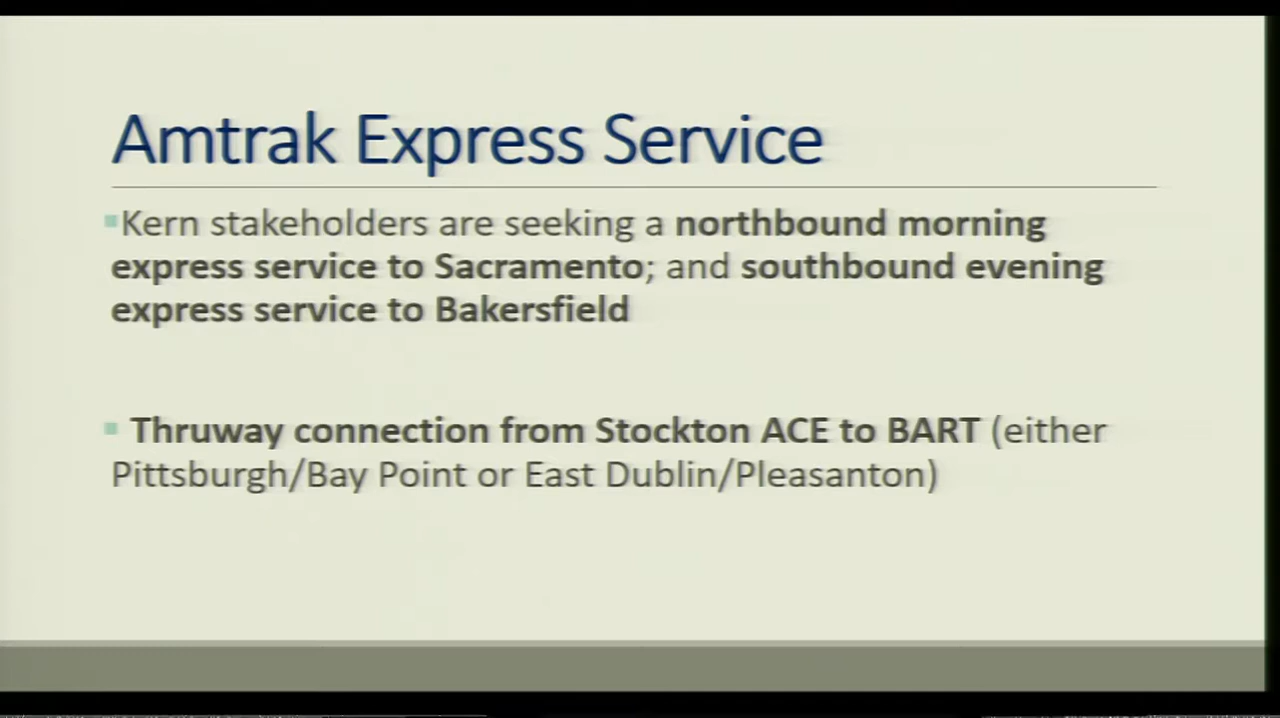 Amtrak Express Service
▪Kern stakeholders are seeking a northbound morning
express service to Sacramento; and southbound evening
express service to Bakersfield
▪ Thruway connection from Stockton ACE to BART (either
Pittsburgh/Bay Point or East Dublin/Pleasanton)